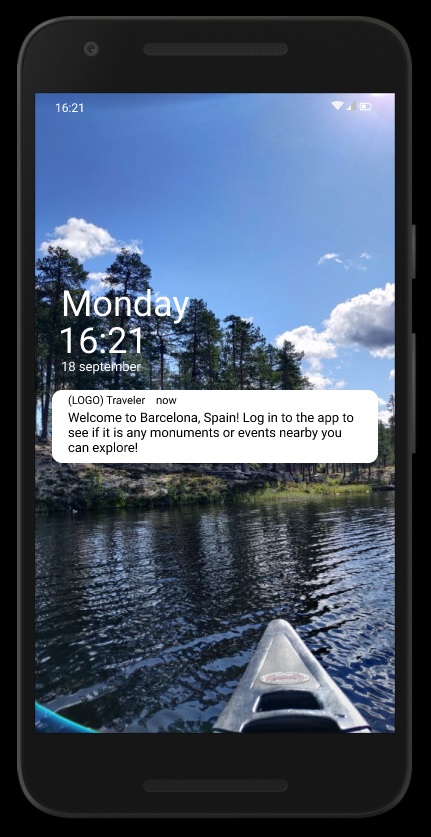 16:21
Monday
16:21
18 september
(LOGO) Traveler now
Welcome to Barcelona, Spain! Log in to the app to
see if it is any monuments or events nearby you
can explore!